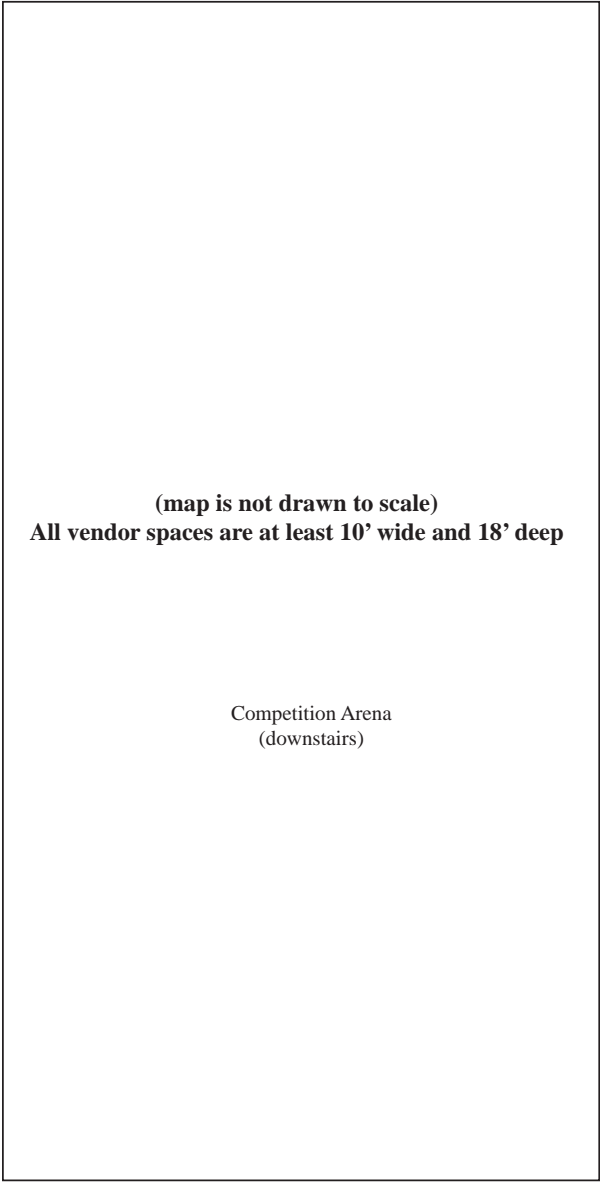 (map is not drawn to scale)
All vendor spaces are at least 10’ wide and 18’ deep
Competition Arena
(downstairs)